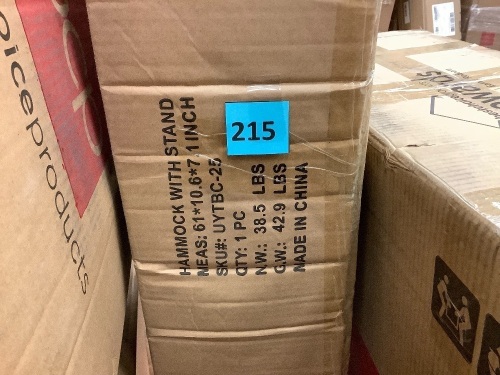 215
HAMMOCK WITH STAND
MEAS: 61*10.6*7.1 INCH
SKU#: UYTBC-25
QTY: 1 PC
N.W.: 38.5 LBS
G.W.: 42.9 LBS
MADE IN CHINA
oiceproducts